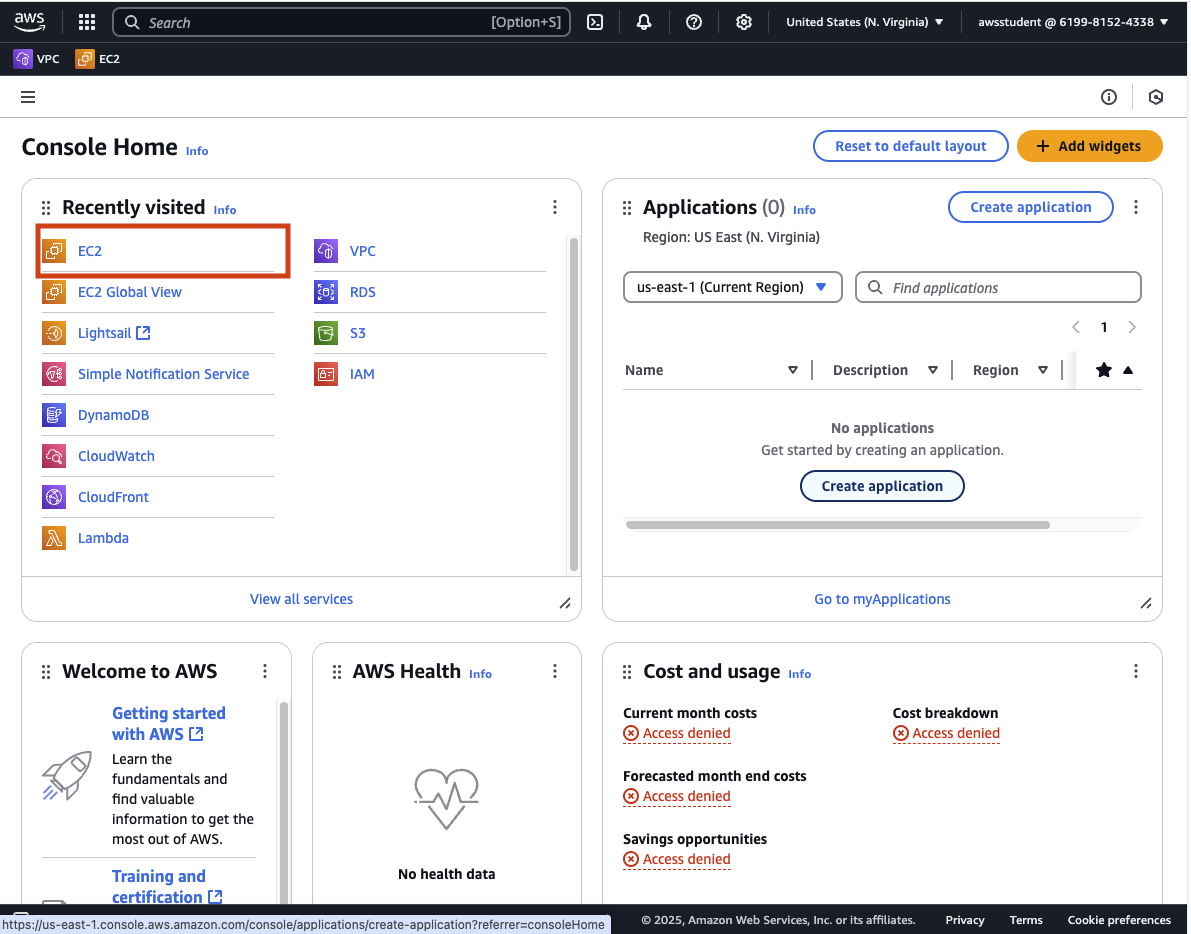 aws
Search [Option+S]
United States (N. Virginia)
awsstudent @ 6199-8152-4338
VPC
EC2
Console Home Info
Reset to default layout
+ Add widgets
Recently visited Info
EC2
EC2 Global View
Lightsail
Simple Notification Service
DynamoDB
CloudWatch
CloudFront
Lambda
VPC
RDS
S3
IAM
View all services
Applications (0) Info
Create application
Region: US East (N. Virginia)
us-east-1 (Current Region)
Find applications
1
Name Description Region
No applications
Get started by creating an application.
Create application
Go to myApplications
Welcome to AWS
Getting started
with AWS
Learn the
fundamentals and
find valuable
information to get the
most out of AWS.
Training and
certification
AWS Health Info
No health data
Cost and usage Info
Current month costs
Access denied
Cost breakdown
Access denied
Forecasted month end costs
Access denied
Savings opportunities
Access denied
https://us-east-1.console.aws.amazon.com/console/applications/create-application?referrer=consoleHome
© 2025, Amazon Web Services, Inc. or its affiliates.
Privacy
Terms
Cookie preferences